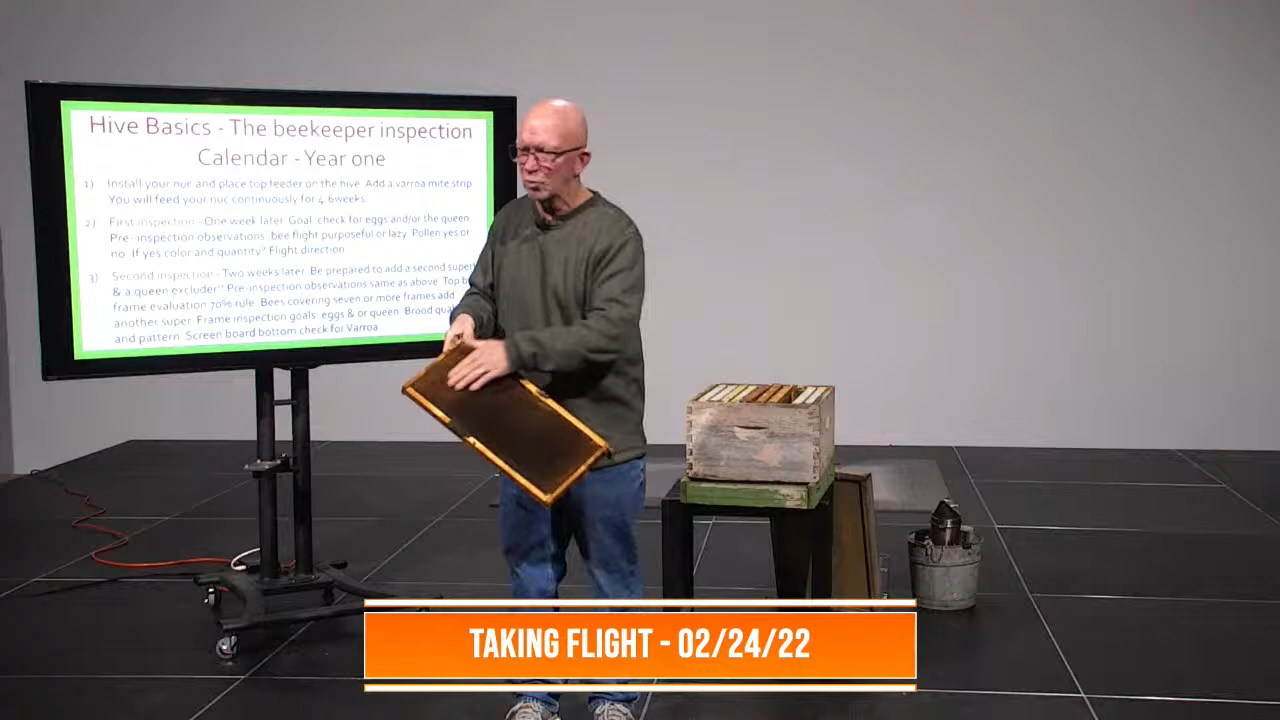 Hive Basics - The beekeeper inspection
Calendar - Year one
1) Install your nuc and place top feeder on the hive. Add a varroa mite strip.
You will feed your nuc continuously for 4-6weeks.
2) First inspection - One week later. Goal: check for eggs and/or the queen.
Pre- inspection observations: bee flight purposeful or lazy. Pollen yes or
no. If yes color and quantity? Flight direction
3) Second inspection - Two weeks later. Be prepared to add a second super
& a queen excluder** Pre-inspection observations same as above. Top
frame evaluation 70% rule. Bees covering seven or more frames add
another super. Frame inspection goals: eggs & or queen. Brood
and pattern. Screen board bottom check for Varroa.
TAKING FLIGHT - 02/24/22